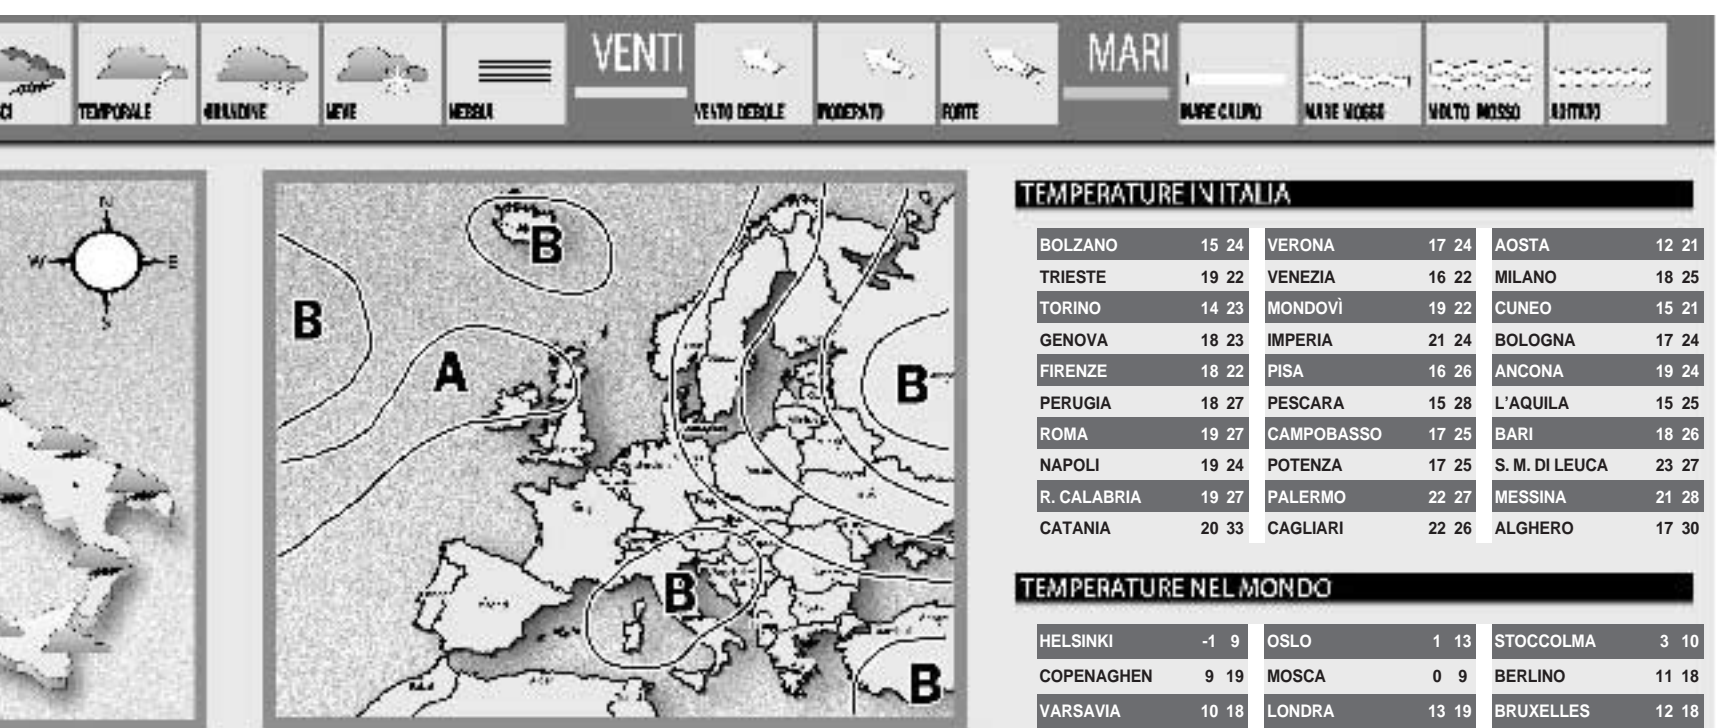 TEMPORALE GRANDINE NEVE NEBBIA VENTI VENTO DEBOLE MODERATO FORTE MARI MARE CALMO MARE MOSSO MOLTO MOSSO AGITATO
N
W E
S
B
B
A
B
B
B
TEMPERATURE IN ITALIA
BOLZANO 15 24 VERONA 17 24 AOSTA 12 21
TRIESTE 19 22 VENEZIA 16 22 MILANO 18 25
TORINO 14 23 MONDOVÌ 19 22 CUNEO 15 21
GENOVA 18 23 IMPERIA 21 24 BOLOGNA 17 24
FIRENZE 18 22 PISA 16 26 ANCONA 19 24
PERUGIA 18 27 PESCARA 15 28 L'AQUILA 15 25
ROMA 19 27 CAMPOBASSO 17 25 BARI 18 26
NAPOLI 19 24 POTENZA 17 25 S. M. DI LEUCA 23 27
R. CALABRIA 19 27 PALERMO 22 27 MESSINA 21 28
CATANIA 20 33 CAGLIARI 22 26 ALGHERO 17 30
TEMPERATURE NEL MONDO
HELSINKI -1 9 OSLO 1 13 STOCCOLMA 3 10
COPENAGHEN 9 19 MOSCA 0 9 BERLINO 11 18
VARSAVIA 10 18 LONDRA 13 19 BRUXELLES 12 18